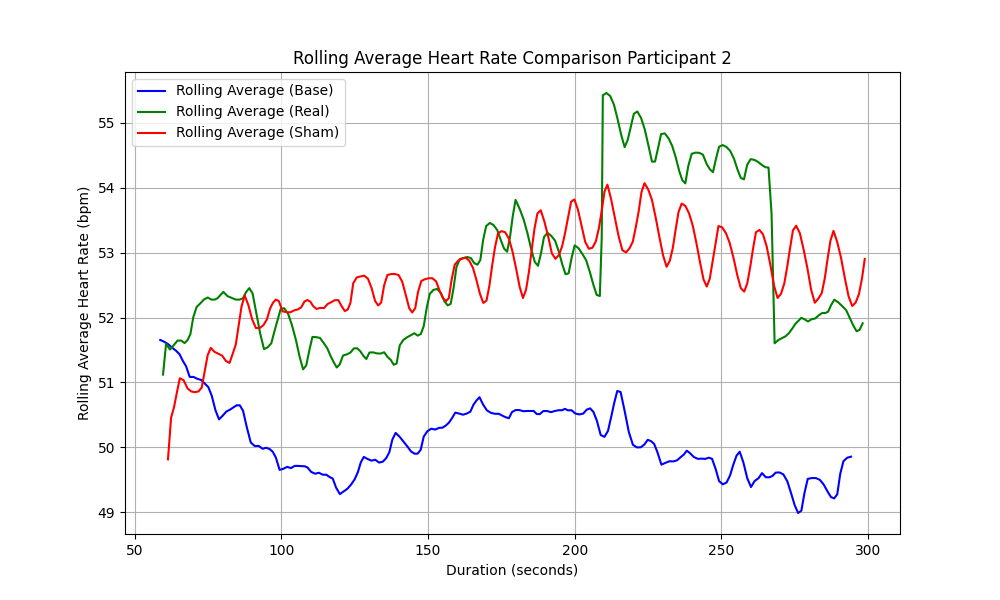 Rolling Average Heart Rate Comparison Participant 2
Rolling Average (Base)
Rolling Average (Real)
Rolling Average (Sham)
Rolling Average Heart Rate (bpm)
55
54
53
52
51
50
49
50
100
150
200
250
300
Duration (seconds)